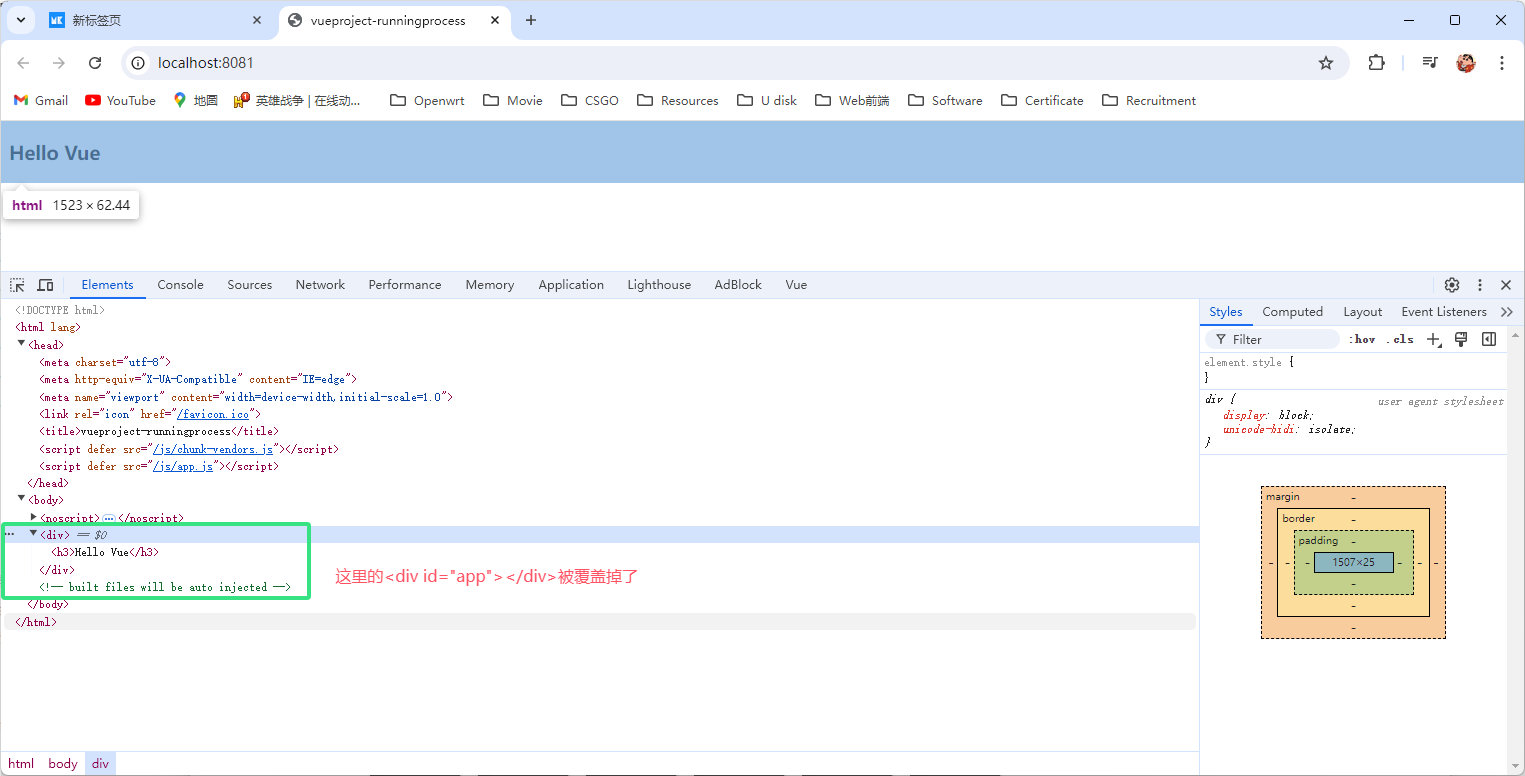 新标签页
vueproject-runningprocess
localhost:8081
Gmail YouTube 地圖 英雄战争 | 在线动... Openwrt Movie CSGO Resources U disk Web前端 Software Certificate Recruitment
Hello Vue
html 1523 × 62.44
Elements Console Sources Network Performance Memory Application Lighthouse AdBlock Vue
<!DOCTYPE html>
<html lang>
<head>
<meta charset="utf-8">
<meta http-equiv="X-UA-Compatible" content="IE=edge">
<meta name="viewport" content="width=device-width,initial-scale=1.0">
<link rel="icon" href="/favicon.ico">
<title>vueproject-runningprocess</title>
<script defer src="/js/chunk-vendors.js"></script>
<script defer src="/js/app.js"></script>
</head>
<body>
<noscript>…</noscript>
<div> == $0
<h3>Hello Vue</h3>
</div>
<!-- built files will be auto injected -->
</body>
</html>
这里的<div id="app"></div>被覆盖掉了
html body div
Styles Computed Layout Event Listeners
Filter :hov .cls
element.style {
}
div { user agent stylesheet
display: block;
unicode-bidi: isolate;
}
margin -
border -
padding -
- - - 1507×25 - - -
-
-
-